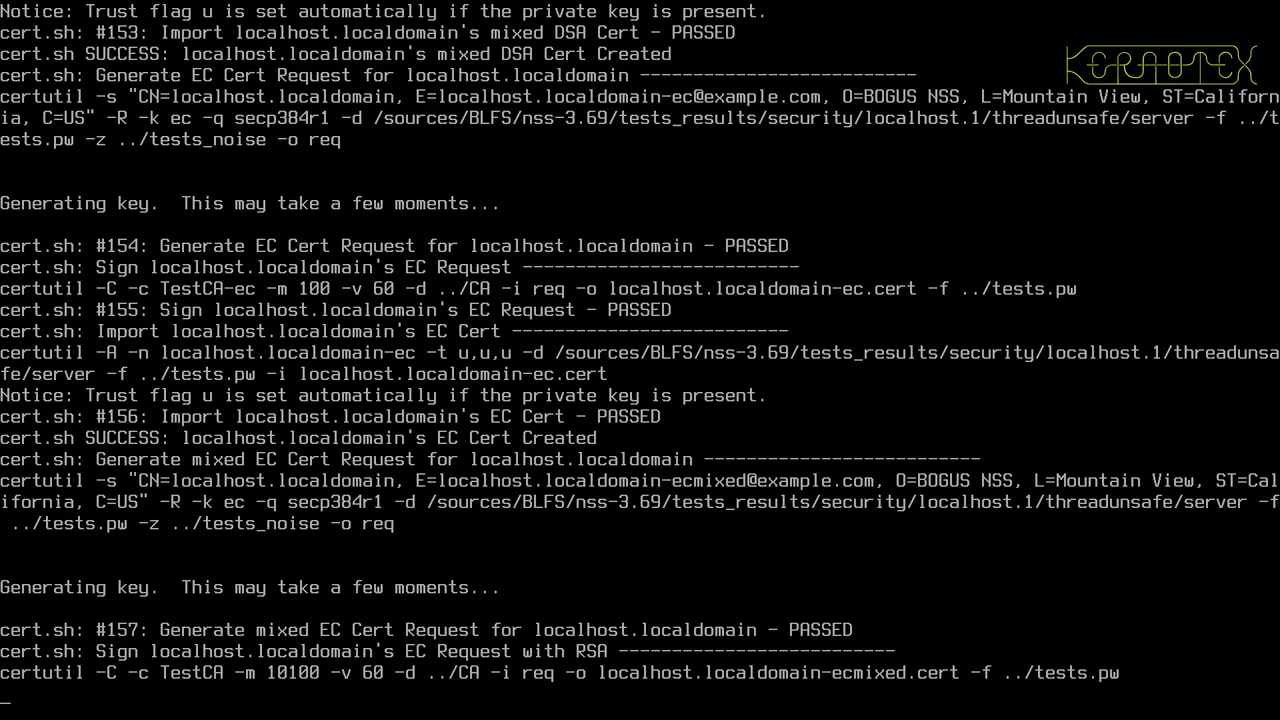 Notice: Trust flag u is set automatically if the private key is present.
cert.sh: #153: Import localhost.localdomain's mixed DSA Cert - PASSED
cert.sh SUCCESS: localhost.localdomain's mixed DSA Cert Created
KERNOTEX
cert.sh: Generate EC Cert Request for localhost.localdomain --------------------------
certutil -s "CN=localhost.localdomain, E=localhost.localdomain-ec@example.com, O=BOGUS NSS, L=Mountain View, ST=Californ
ia, C=US" -R -k ec -q secp384r1 -d /sources/BLFS/nss-3.69/tests_results/security/localhost.1/threadunsafe/server -f ../t
ests.pw -z ../tests_noise -o req
Generating key.  This may take a few moments...
cert.sh: #154: Generate EC Cert Request for localhost.localdomain - PASSED
cert.sh: Sign localhost.localdomain's EC Request --------------------------
certutil -C -c TestCA-ec -m 100 -v 60 -d ../CA -i req -o localhost.localdomain-ec.cert -f ../tests.pw
cert.sh: #155: Sign localhost.localdomain's EC Request - PASSED
cert.sh: Import localhost.localdomain's EC Cert --------------------------
certutil -A -n localhost.localdomain-ec -t u,u,u -d /sources/BLFS/nss-3.69/tests_results/security/localhost.1/threadunsa
fe/server -f ../tests.pw -i localhost.localdomain-ec.cert
Notice: Trust flag u is set automatically if the private key is present.
cert.sh: #156: Import localhost.localdomain's EC Cert - PASSED
cert.sh SUCCESS: localhost.localdomain's EC Cert Created
cert.sh: Generate mixed EC Cert Request for localhost.localdomain --------------------------
certutil -s "CN=localhost.localdomain, E=localhost.localdomain-ecmixed@example.com, O=BOGUS NSS, L=Mountain View, ST=Cal
ifornia, C=US" -R -k ec -q secp384r1 -d /sources/BLFS/nss-3.69/tests_results/security/localhost.1/threadunsafe/server -f
 ../tests.pw -z ../tests_noise -o req
Generating key.  This may take a few moments...
cert.sh: #157: Generate mixed EC Cert Request for localhost.localdomain - PASSED
cert.sh: Sign localhost.localdomain's EC Request with RSA --------------------------
certutil -C -c TestCA -m 10100 -v 60 -d ../CA -i req -o localhost.localdomain-ecmixed.cert -f ../tests.pw